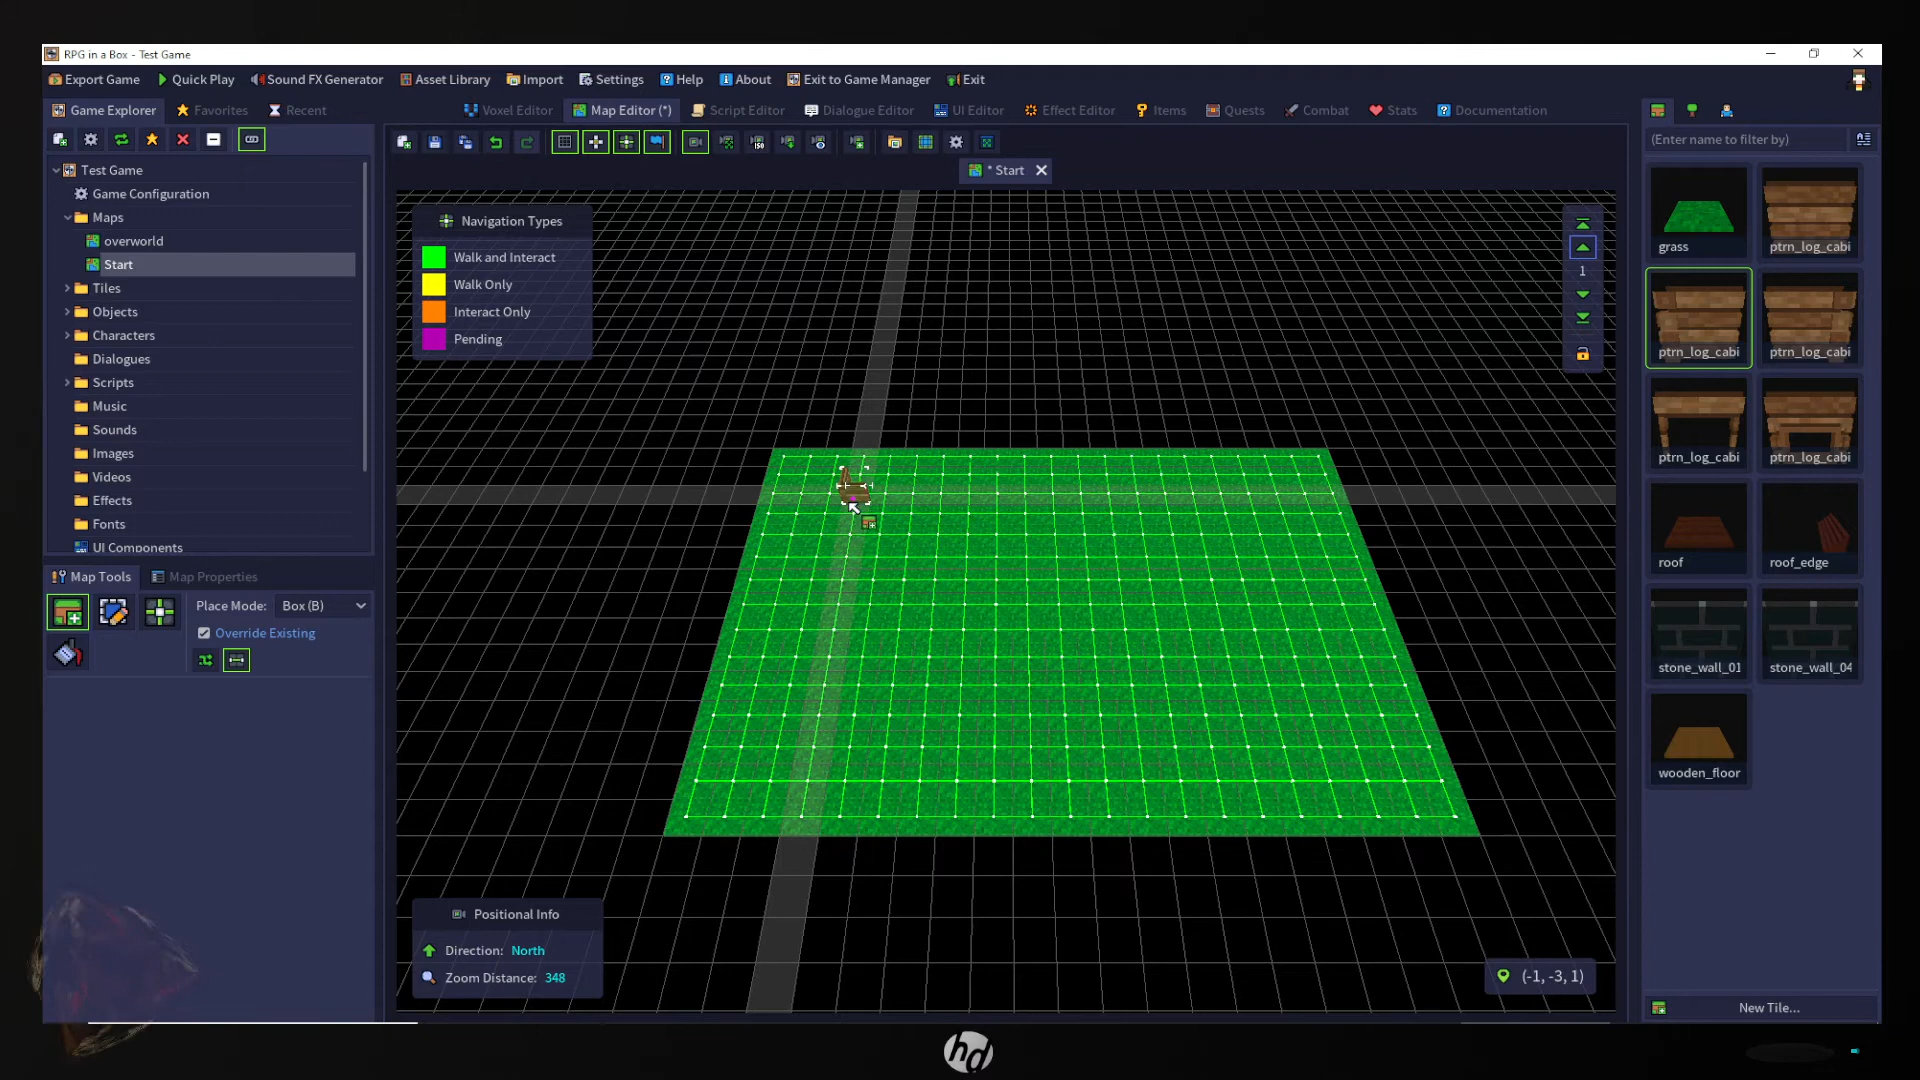 RPG in a Box - Test Game
Export Game Quick Play Sound FX Generator Asset Library Import Settings Help About Exit to Game Manager Exit
Game Explorer Favorites Recent
Voxel Editor Map Editor (*) Script Editor Dialogue Editor UI Editor Effect Editor Items Quests Combat Stats Documentation
(Enter name to filter by)
ISO
* Start
Test Game
Game Configuration
Maps
overworld
Start
Tiles
Objects
Characters
Dialogues
Scripts
Music
Sounds
Images
Videos
Effects
Fonts
UI Components
Navigation Types
Walk and Interact
Walk Only
Interact Only
Pending
1
grass
ptrn_log_cabi
ptrn_log_cabi
ptrn_log_cabi
ptrn_log_cabi
ptrn_log_cabi
roof
roof_edge
stone_wall_01
stone_wall_04
wooden_floor
Map Tools Map Properties
Place Mode: Box (B)
Override Existing
Positional Info
Direction: North
Zoom Distance: 348
(-1, -3, 1)
New Tile...
hd